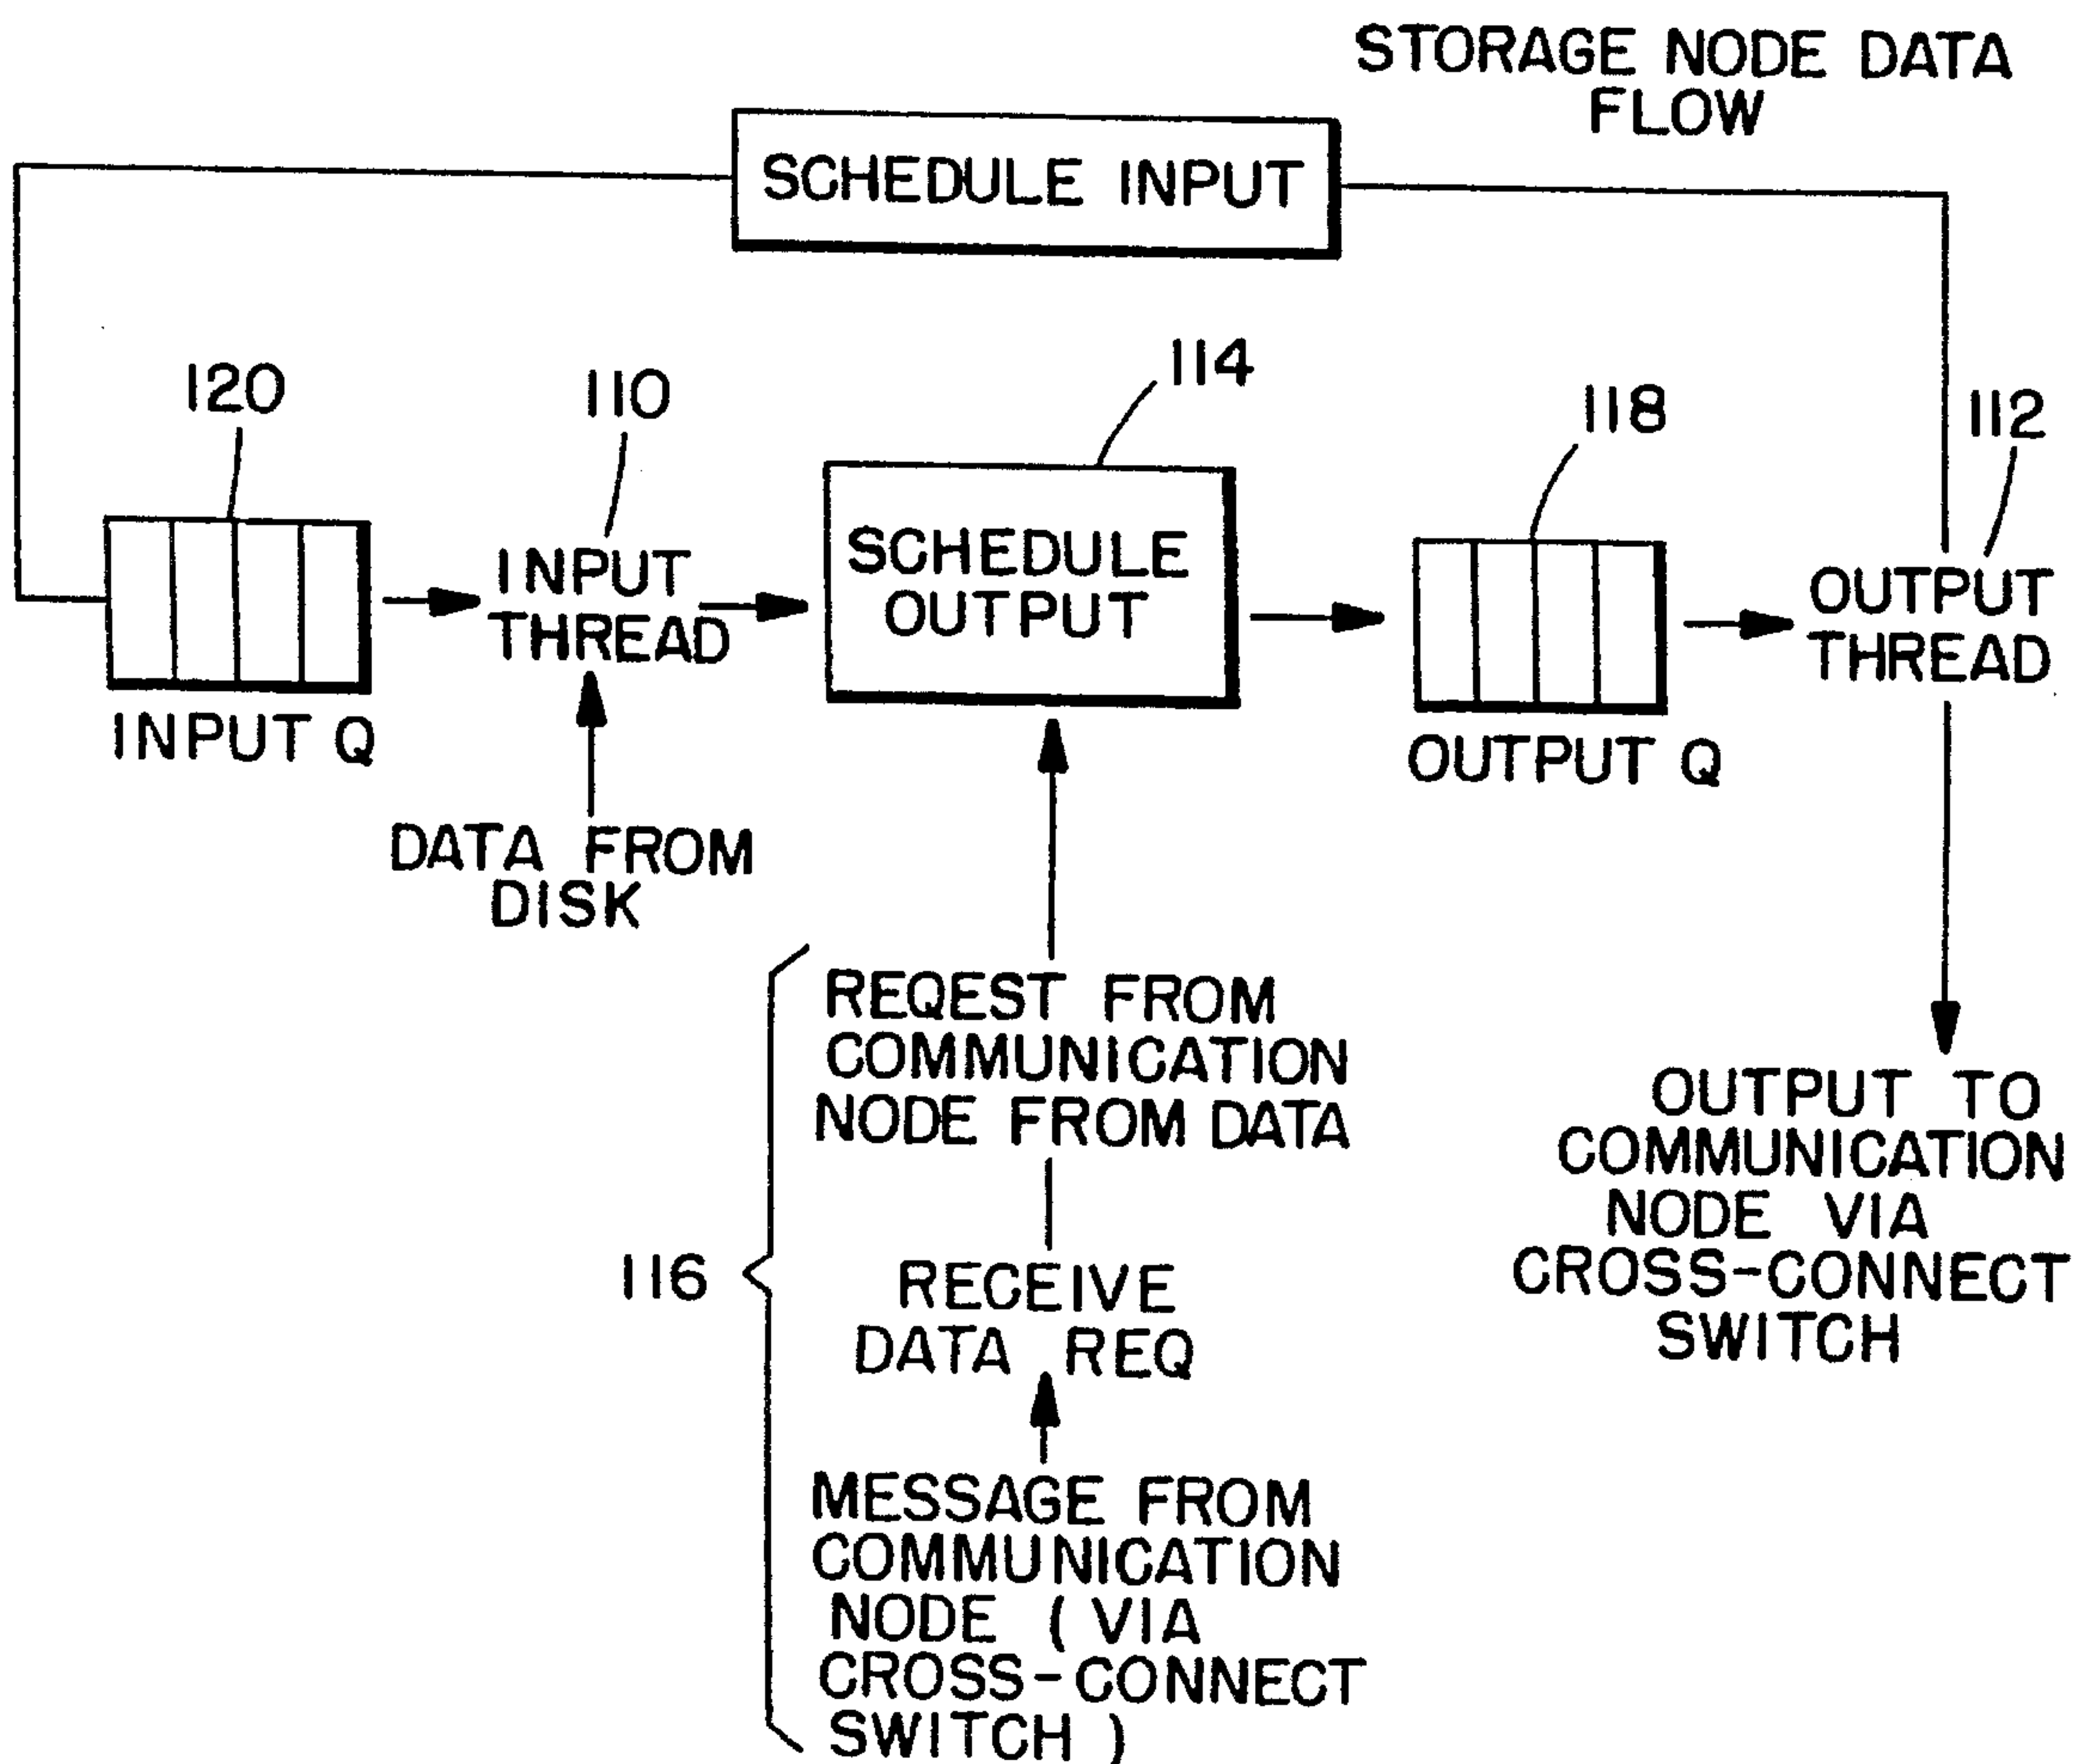 STORAGE NODE DATA
FLOW
SCHEDULE INPUT
120
110
114
118
112
INPUT
THREAD
SCHEDULE
OUTPUT
OUTPUT
THREAD
INPUT Q
OUTPUT Q
DATA FROM
DISK
REQEST FROM
COMMUNICATION
NODE FROM DATA
116
RECEIVE
DATA REQ
MESSAGE FROM
COMMUNICATION
NODE ( VIA
CROSS-CONNECT
SWITCH )
OUTPUT TO
COMMUNICATION
NODE VIA
CROSS-CONNECT
SWITCH